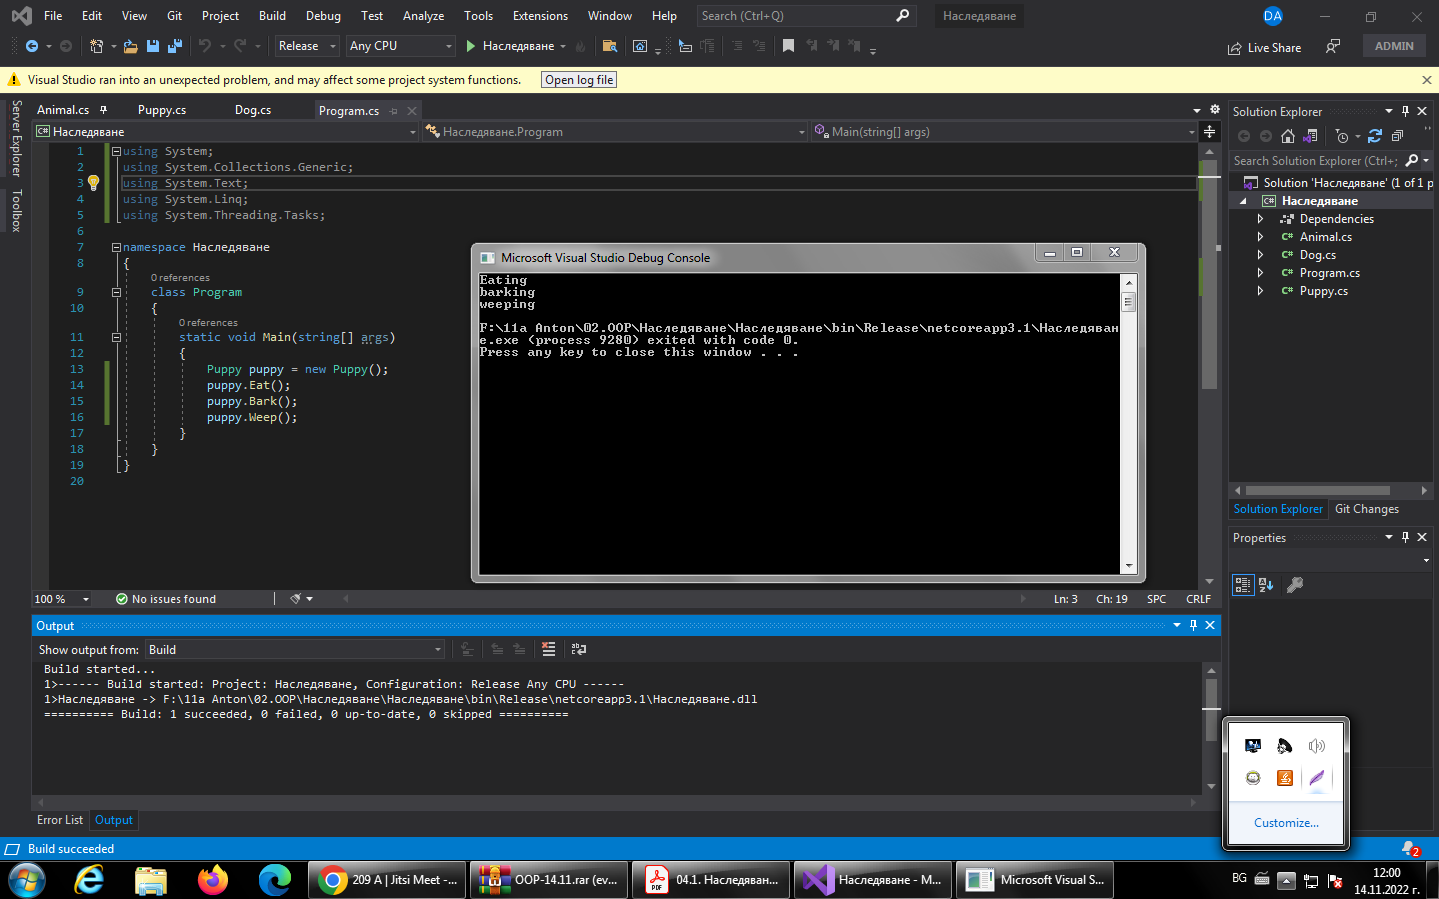 File Edit View Git Project Build Debug Test Analyze Tools Extensions Window Help Search (Ctrl+Q) Наследяване DA
Release Any CPU Наследяване Live Share ADMIN
Visual Studio ran into an unexpected problem, and may affect some project system functions. Open log file
Server Explorer
Toolbox
Animal.cs Puppy.cs Dog.cs Program.cs
C# Наследяване Наследяване.Program Main(string[] args)
1 using System;
2 using System.Collections.Generic;
3 using System.Text;
4 using System.Linq;
5 using System.Threading.Tasks;
6
7 namespace Наследяване
8 {
0 references
9 class Program
10 {
0 references
11 static void Main(string[] args)
12 {
13 Puppy puppy = new Puppy();
14 puppy.Eat();
15 puppy.Bark();
16 puppy.Weep();
17 }
18 }
19 }
20
Microsoft Visual Studio Debug Console
Eating
barking
weeping
F:\11a Anton\02.OOP\Наследяване\Наследяване\bin\Release\netcoreapp3.1\Наследяван
е.exe (process 9280) exited with code 0.
Press any key to close this window . . .
100 % No issues found Ln: 3 Ch: 19 SPC CRLF
Output
Show output from: Build
Build started...
1>------ Build started: Project: Наследяване, Configuration: Release Any CPU ------
1>Наследяване -> F:\11a Anton\02.OOP\Наследяване\Наследяване\bin\Release\netcoreapp3.1\Наследяване.dll
========== Build: 1 succeeded, 0 failed, 0 up-to-date, 0 skipped ==========
Error List Output
Solution Explorer
Search Solution Explorer (Ctrl+;
Solution 'Наследяване' (1 of 1 p
C# Наследяване
Dependencies
C# Animal.cs
C# Dog.cs
C# Program.cs
C# Puppy.cs
Solution Explorer Git Changes
Properties
Customize...
Build succeeded 2
209 A | Jitsi Meet -... OOP-14.11.rar (ev... PDF 04.1. Наследяван... Наследяване - M... Microsoft Visual S... BG 12:00
14.11.2022 г.